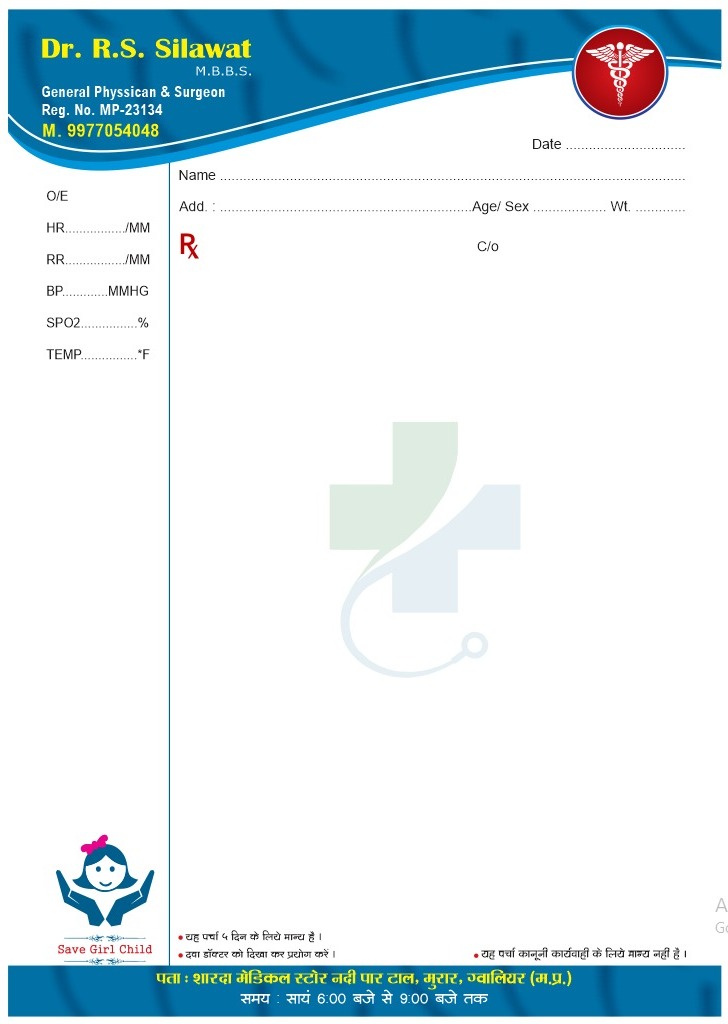 Dr. R.S. Silawat
M.B.B.S.
General Physsican & Surgeon
Reg. No. MP-23134
M. 9977054048
Date ..............................
Name ....................................................................................................................
Add. : ...............................................................Age/ Sex .................. Wt. ............
Rx
C/o
O/E
HR................/MM
RR................/MM
BP............MMHG
SPO2...............%
TEMP...............*F
Save Girl Child
• यह पर्चा ५ दिन के लिये मान्य है ।
• दवा डॉक्टर को दिखा कर प्रयोग करें ।
• यह पर्चा कानूनी कार्यवाही के लिये मान्य नहीं है ।
पता : शारदा मेडिकल स्टोर नदी पार टाल, मुरार, ग्वालियर (म.प्र.)
समय : सायं 6:00 बजे से 9:00 बजे तक